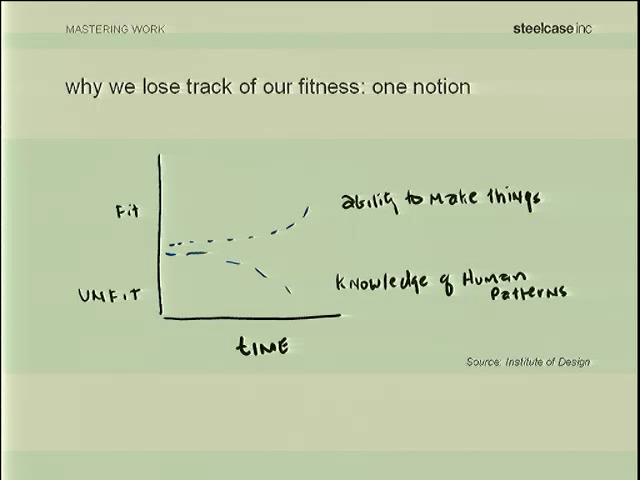 MASTERING WORK
steelcase inc
why we lose track of our fitness: one notion
Fit
ability to make things
UNFIT
Knowledge of Human
Patterns
tIME
Source: Institute of Design